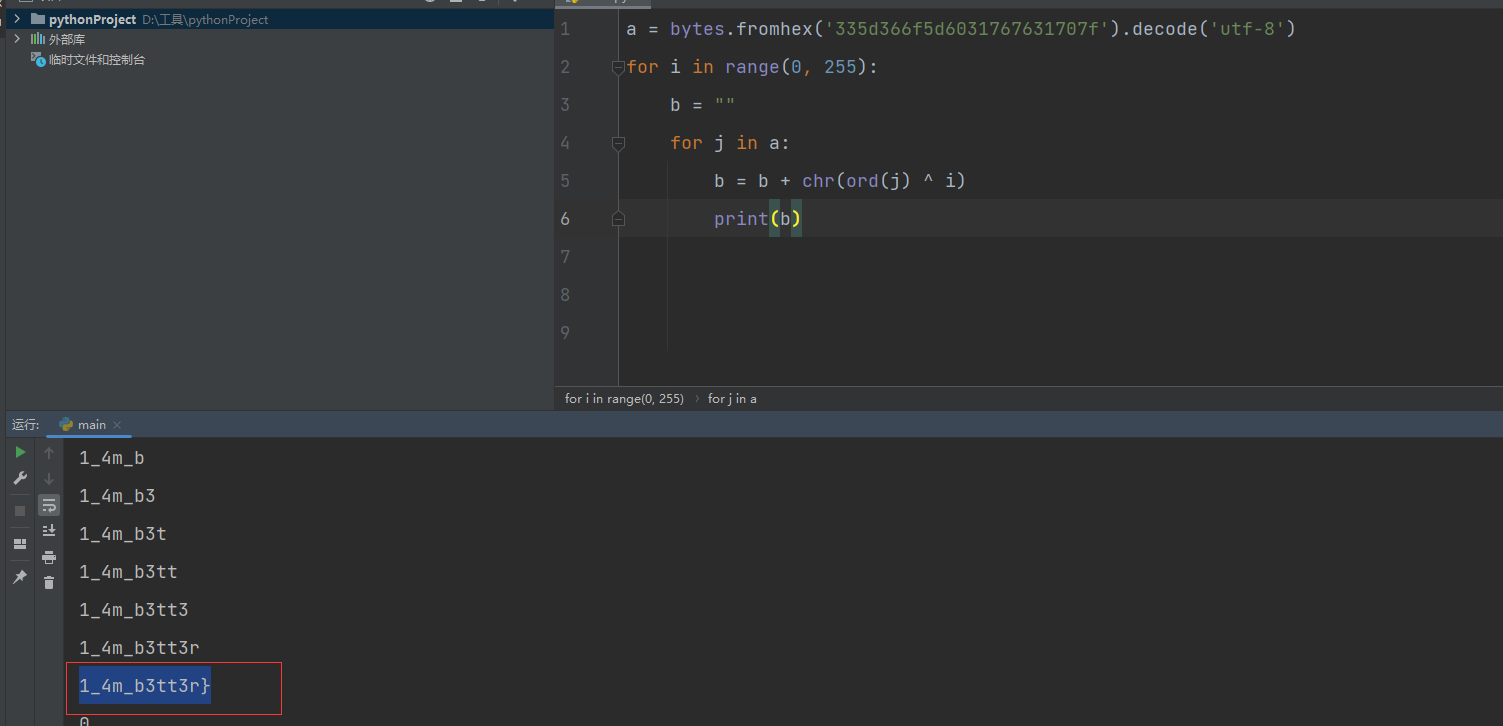 pythonProject D:\工具\pythonProject
外部库
临时文件和控制台
1 a = bytes.fromhex('335d366f5d6031767631707f').decode('utf-8')
2 for i in range(0, 255):
3 b = ""
4 for j in a:
5 b = b + chr(ord(j) ^ i)
6 print(b)
7
8
9
for i in range(0, 255) › for j in a
运行: main ×
1_4m_b
1_4m_b3
1_4m_b3t
1_4m_b3tt
1_4m_b3tt3
1_4m_b3tt3r
1_4m_b3tt3r}